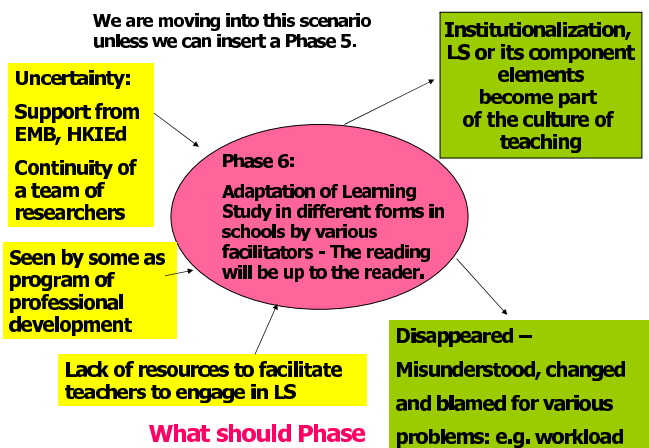 We are moving into this scenario
unless we can insert a Phase 5.
Institutionalization,
LS or its component
elements
become part
of the culture of
teaching
Uncertainty:
Support from
EMB, HKIEd
Continuity of
a team of
researchers
Phase 6:
Adaptation of Learning
Study in different forms in
schools by various
facilitators - The reading
will be up to the reader.
Seen by some as
program of
professional
development
Lack of resources to facilitate
teachers to engage in LS
Disappeared –
Misunderstood, changed
and blamed for various
problems: e.g. workload
What should Phase